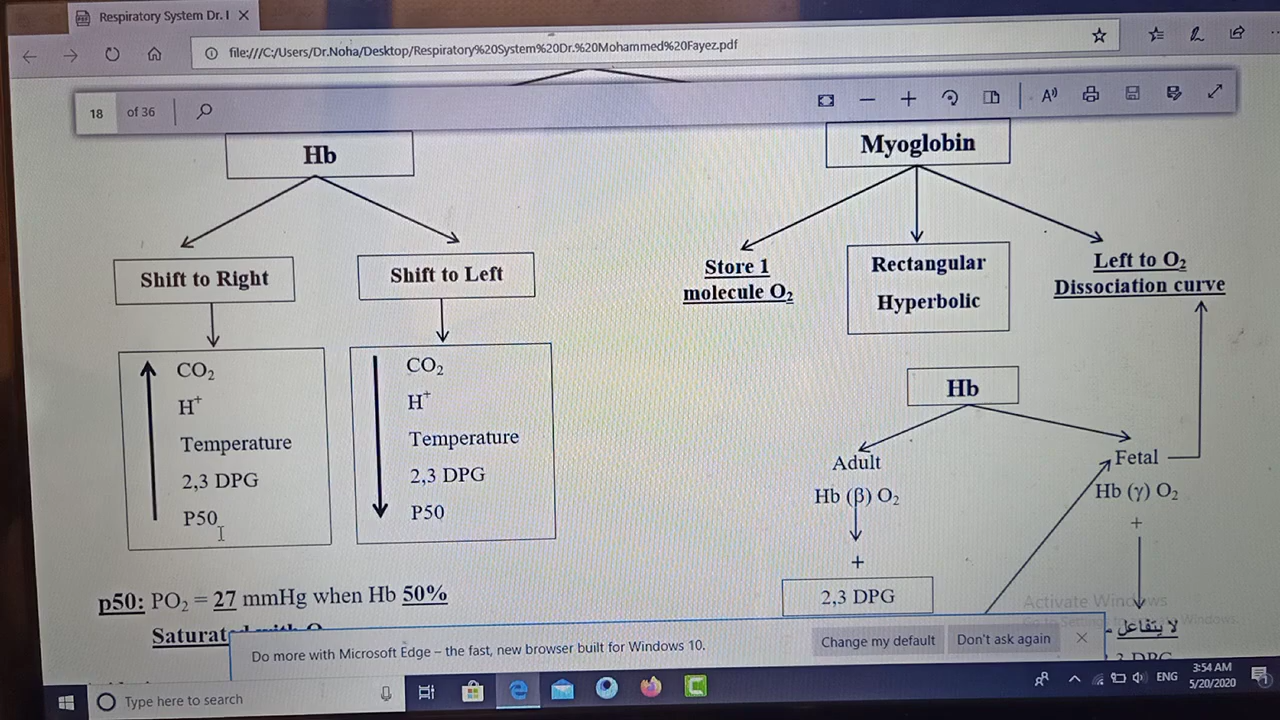 Respiratory System Dr. I
file:///C:/Users/Dr.Noha/Desktop/Respiratory%20System%20Dr.%20Mohammed%20Fayez.pdf
18 of 36
Hb
Shift to Right
Shift to Left
CO₂
H⁺
Temperature
2,3 DPG
P50
CO₂
H⁺
Temperature
2,3 DPG
P50
p50: PO₂ = 27 mmHg when Hb 50%
Myoglobin
Store 1
molecule O₂
Rectangular
Hyperbolic
Left to O₂
Dissociation curve
Hb
Adult
Hb (β) O₂
+
2,3 DPG
Fetal
Hb (γ) O₂
+
لا يتفاعل
Activate Windows
Do more with Microsoft Edge – the fast, new browser built for Windows 10.
Change my default
Don't ask again
Type here to search
ENG
3:54 AM
5/20/2020